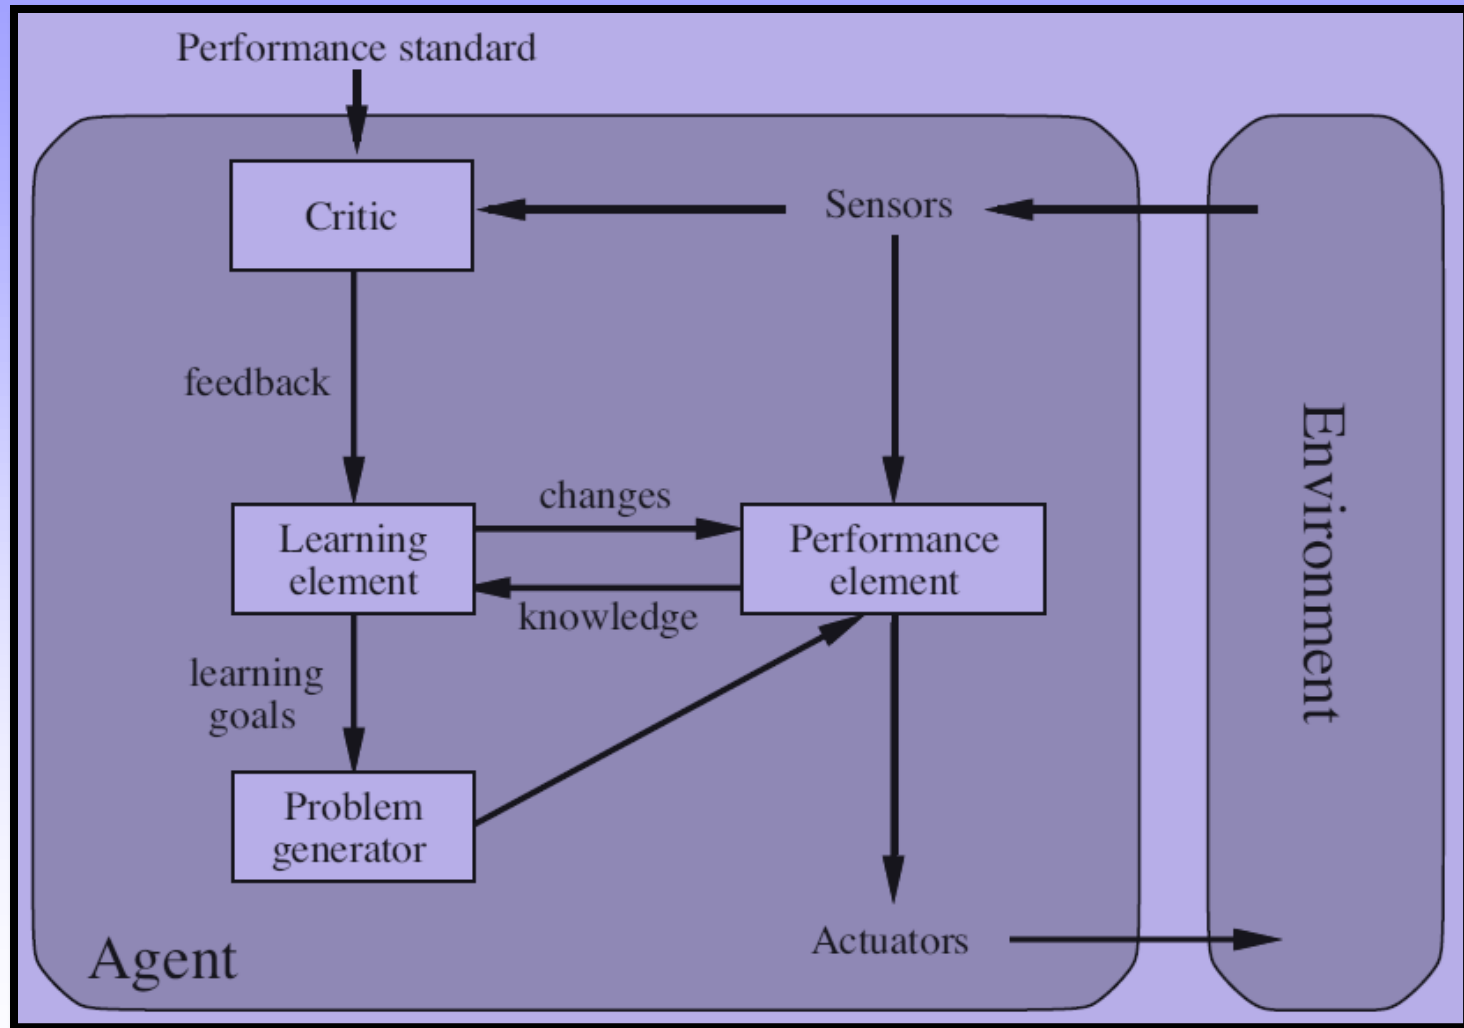 Performance standard
Critic
Sensors
feedback
changes
Learning
element
Performance
element
knowledge
learning
goals
Problem
generator
Environment
Agent
Actuators